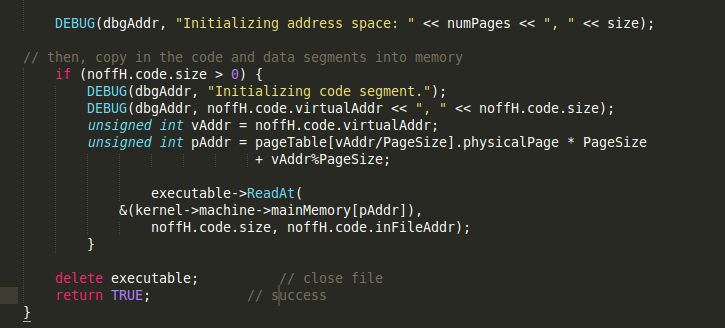 DEBUG(dbgAddr, "Initializing address space: " << numPages << ", " << size);
// then, copy in the code and data segments into memory
if (noffH.code.size > 0) {
DEBUG(dbgAddr, "Initializing code segment.");
DEBUG(dbgAddr, noffH.code.virtualAddr << ", " << noffH.code.size);
unsigned int vAddr = noffH.code.virtualAddr;
unsigned int pAddr = pageTable[vAddr/PageSize].physicalPage * PageSize
+ vAddr%PageSize;
executable->ReadAt(
&(kernel->machine->mainMemory[pAddr]),
noffH.code.size, noffH.code.inFileAddr);
}
delete executable; // close file
return TRUE; // success
}